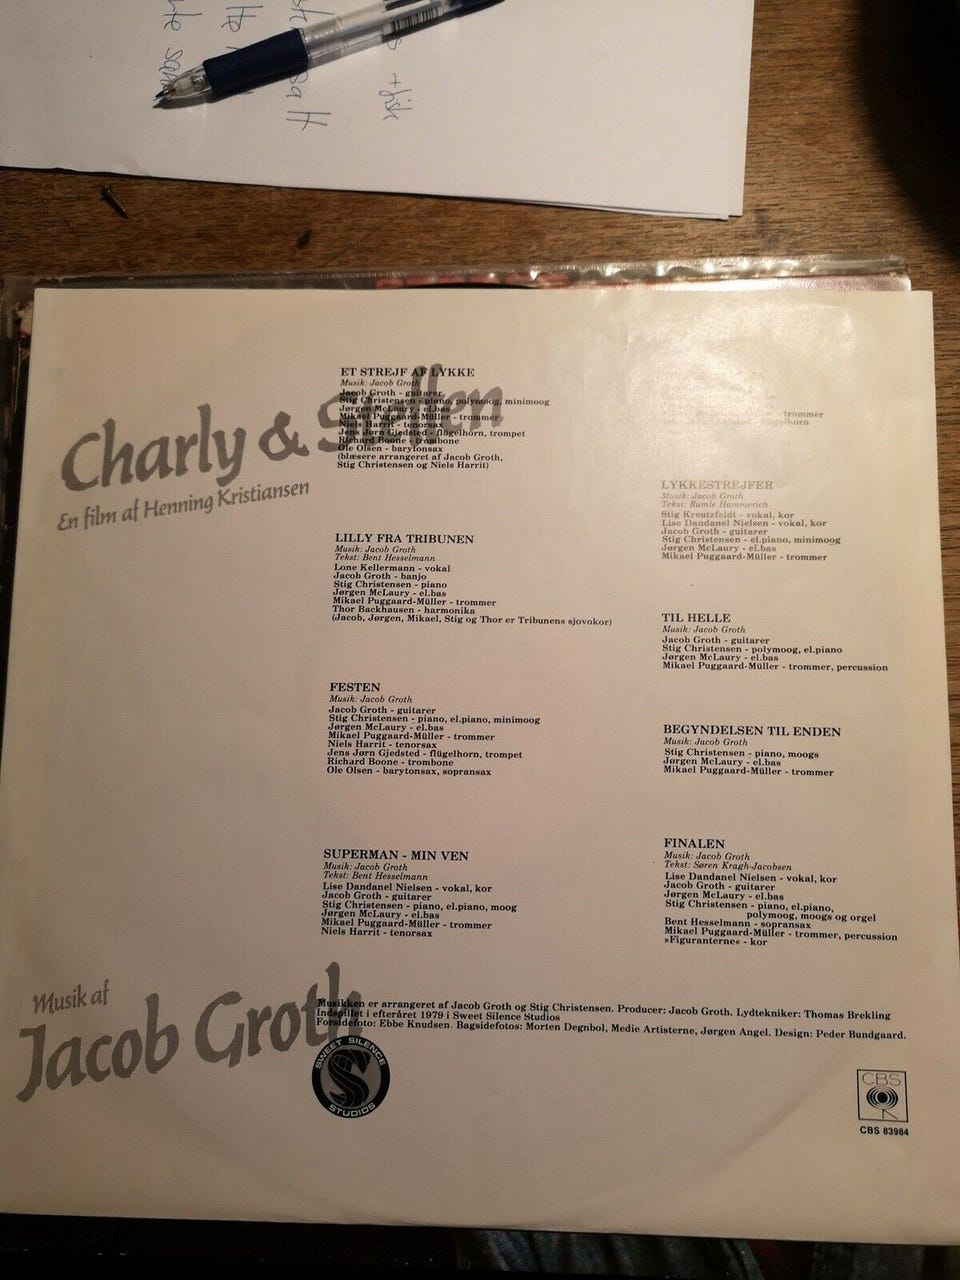 +fisk
Charly & Steffen
En film af Henning Kristiansen
ET STREJF AF LYKKE
Musik: Jacob Groth
Jacob Groth - guitarer
Stig Christensen - piano, polymoog, minimoog
Jørgen McLaury - el.bas
Mikael Puggaard-Müller - trommer
Niels Harrit - tenorsax
Jens Jørn Gjedsted - flügelhorn, trompet
Richard Boone - trombone
Ole Olsen - barytonsax
(blæsere arrangeret af Jacob Groth,
Stig Christensen og Niels Harrit)
LILLY FRA TRIBUNEN
Musik: Jacob Groth
Tekst: Bent Hesselmann
Lone Kellermann - vokal
Jacob Groth - banjo
Stig Christensen - piano
Jørgen McLaury - el.bas
Mikael Puggaard-Müller - trommer
Thor Backhausen - harmonika
(Jacob, Jørgen, Mikael, Stig og Thor er Tribunens sjovokor)
FESTEN
Musik: Jacob Groth
Jacob Groth - guitarer
Stig Christensen - piano, el.piano, minimoog
Jørgen McLaury - el.bas
Mikael Puggaard-Müller - trommer
Niels Harrit - tenorsax
Jens Jørn Gjedsted - flügelhorn, trompet
Richard Boone - trombone
Ole Olsen - barytonsax, sopransax
SUPERMAN - MIN VEN
Musik: Jacob Groth
Tekst: Bent Hesselmann
Lise Dandanel Nielsen - vokal, kor
Jacob Groth - guitarer
Stig Christensen - piano, el.piano, moog
Jørgen McLaury - el.bas
Mikael Puggaard-Müller - trommer
Niels Harrit - tenorsax
trommer
flügelhorn
LYKKESTREJFER
Musik: Jacob Groth
Tekst: Rumle Hammerich
Stig Kreutzfeldt - vokal, kor
Lise Dandanel Nielsen - vokal, kor
Jacob Groth - guitarer
Stig Christensen - el.piano, minimoog
Jørgen McLaury - el.bas
Mikael Puggaard-Müller - trommer
TIL HELLE
Musik: Jacob Groth
Jacob Groth - guitarer
Stig Christensen - polymoog, el.piano
Jørgen McLaury - el.bas
Mikael Puggaard-Müller - trommer, percussion
BEGYNDELSEN TIL ENDEN
Musik: Jacob Groth
Stig Christensen - piano, moogs
Jørgen McLaury - el.bas
Mikael Puggaard-Müller - trommer
FINALEN
Musik: Jacob Groth
Tekst: Søren Kragh-Jacobsen
Lise Dandanel Nielsen - vokal, kor
Jacob Groth - guitarer
Jørgen McLaury - el.bas
Stig Christensen - piano, el.piano,
polymoog, moogs og orgel
Bent Hesselmann - sopransax
Mikael Puggaard-Müller - trommer, percussion
»Figuranterne« - kor
Musik af
Jacob Groth
Musikken er arrangeret af Jacob Groth og Stig Christensen. Producer: Jacob Groth. Lydtekniker: Thomas Brekling
Indspillet i efteråret 1979 i Sweet Silence Studios
Forsidefoto: Ebbe Knudsen. Bagsidefotos: Morten Degnbol, Medie Artisterne, Jørgen Angel. Design: Peder Bundgaard.
SWEET SILENCE
S
STUDIOS
CBS
CBS 83984